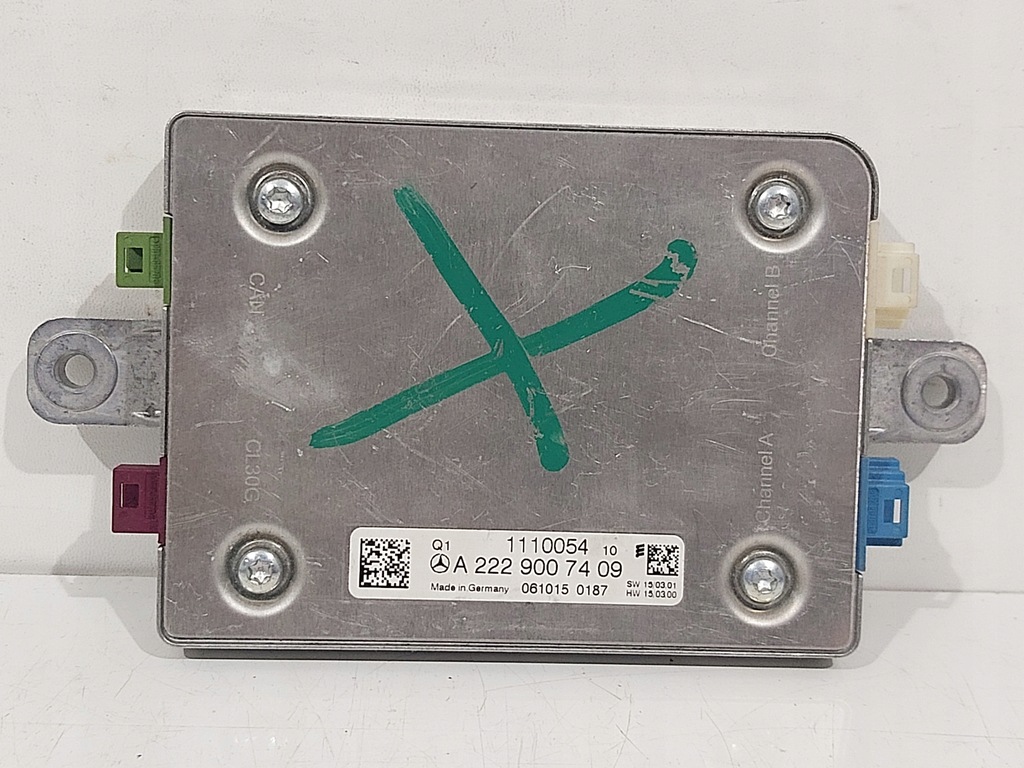 CAN
Channel B
CL30G
Channel A
Q1 1110054 10
A 222 900 74 09
Made in Germany 061015 0187
SW 15/03.01
HW 15.03.00